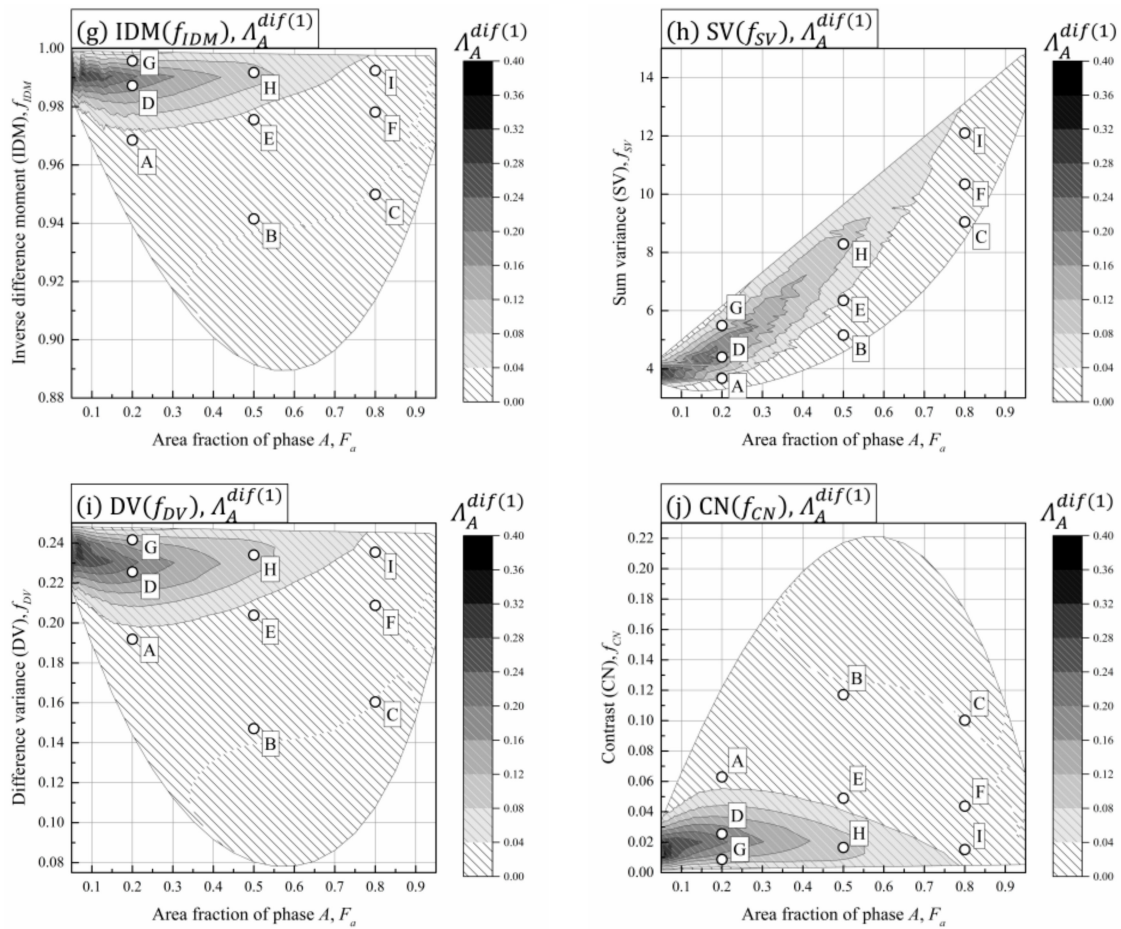 (g) IDM(f_IDM), Λ_A^dif(1)
Λ_A^dif(1)
Inverse difference moment (IDM), f_IDM
1.00
0.98
0.96
0.94
0.92
0.90
0.88
G
D
A
H
E
B
I
F
C
0.1 0.2 0.3 0.4 0.5 0.6 0.7 0.8 0.9
Area fraction of phase A, F_a
0.40
0.36
0.32
0.28
0.24
0.20
0.16
0.12
0.08
0.04
0.00
(h) SV(f_SV), Λ_A^dif(1)
Λ_A^dif(1)
Sum variance (SV), f_SV
14
12
10
8
6
4
I
F
C
H
E
B
G
D
A
0.1 0.2 0.3 0.4 0.5 0.6 0.7 0.8 0.9
Area fraction of phase A, F_a
0.40
0.36
0.32
0.28
0.24
0.20
0.16
0.12
0.08
0.04
0.00
(i) DV(f_DV), Λ_A^dif(1)
Λ_A^dif(1)
Difference variance (DV), f_DV
0.24
0.22
0.20
0.18
0.16
0.14
0.12
0.10
0.08
G
D
A
H
E
B
I
F
C
0.1 0.2 0.3 0.4 0.5 0.6 0.7 0.8 0.9
Area fraction of phase A, F_a
0.40
0.36
0.32
0.28
0.24
0.20
0.16
0.12
0.08
0.04
0.00
(j) CN(f_CN), Λ_A^dif(1)
Λ_A^dif(1)
Contrast (CN), f_CN
0.22
0.20
0.18
0.16
0.14
0.12
0.10
0.08
0.06
0.04
0.02
0.00
B
C
A
E
F
D
H
I
G
0.1 0.2 0.3 0.4 0.5 0.6 0.7 0.8 0.9
Area fraction of phase A, F_a
0.40
0.36
0.32
0.28
0.24
0.20
0.16
0.12
0.08
0.04
0.00